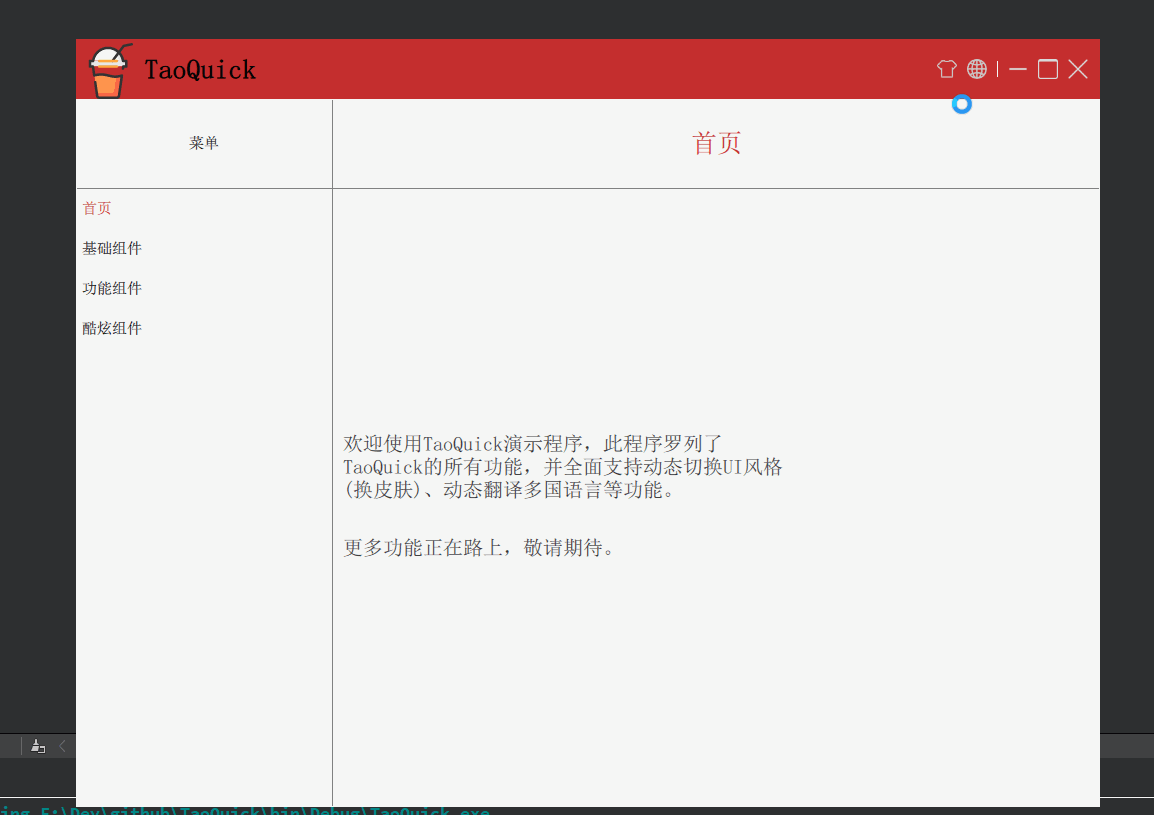 TaoQuick
菜单
首页
首页
基础组件
功能组件
酷炫组件
欢迎使用TaoQuick演示程序，此程序罗列了
TaoQuick的所有功能，并全面支持动态切换UI风格
(换皮肤)、动态翻译多国语言等功能。
更多功能正在路上，敬请期待。
ing F:\Dev\github\TaoQuick\bin\Debug\TaoQuick.exe